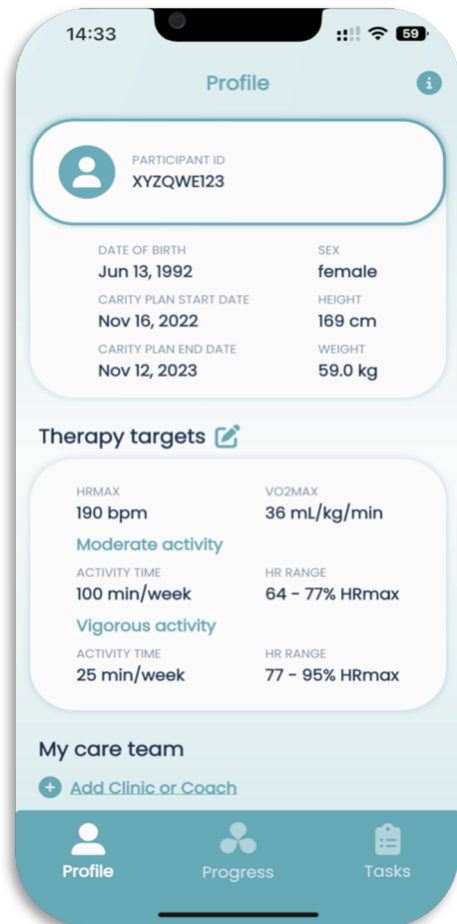 14:33
59
Profile
i
PARTICIPANT ID
XYZQWE123
DATE OF BIRTH
Jun 13, 1992
SEX
female
CARITY PLAN START DATE
Nov 16, 2022
HEIGHT
169 cm
CARITY PLAN END DATE
Nov 12, 2023
WEIGHT
59.0 kg
Therapy targets
HRMAX
190 bpm
VO2MAX
36 mL/kg/min
Moderate activity
ACTIVITY TIME
100 min/week
HR RANGE
64 - 77% HRmax
Vigorous activity
ACTIVITY TIME
25 min/week
HR RANGE
77 - 95% HRmax
My care team
Add Clinic or Coach
Profile
Progress
Tasks